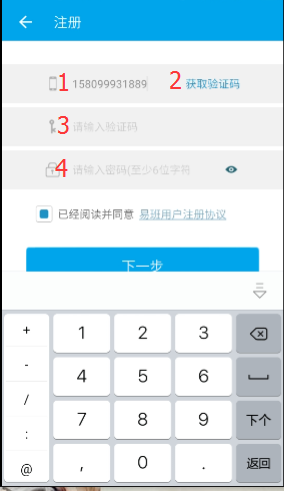 注册
1 158099931889 2 获取验证码
3 请输入验证码
4 请输入密码(至少6位字符
已经阅读并同意 易班用户注册协议
下一步
+ 1 2 3
- 4 5 6
/ 7 8 9 下个
: , 0 . 返回
@